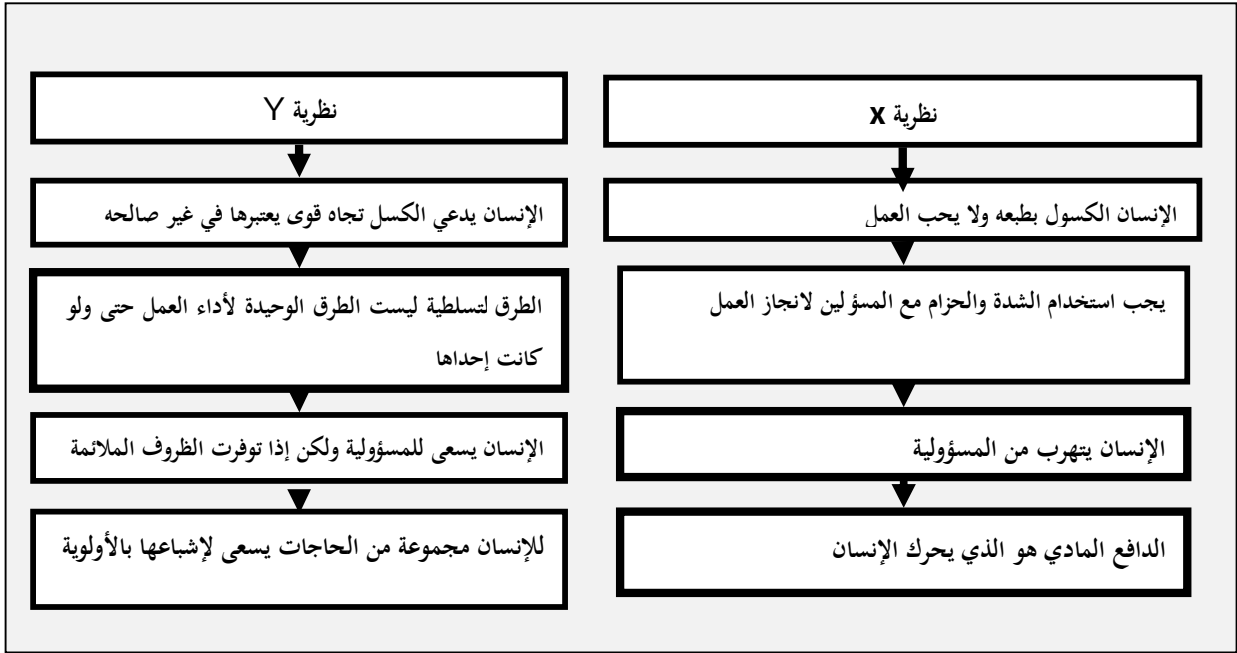 نظرية x
الإنسان الكسول بطبعه ولا يحب العمل
يجب استخدام الشدة والحزام مع المسؤلين لانجاز العمل
الإنسان يتهرب من المسؤولية
الدافع المادي هو الذي يحرك الإنسان
نظرية Y
الإنسان يدعي الكسل تجاه قوى يعتبرها في غير صالحه
الطرق لتسلطية ليست الطرق الوحيدة لأداء العمل حتى ولو
كانت إحداها
الإنسان يسعى للمسؤولية ولكن إذا توفرت الظروف الملائمة
للإنسان مجموعة من الحاجات يسعى لإشباعها بالأولوية